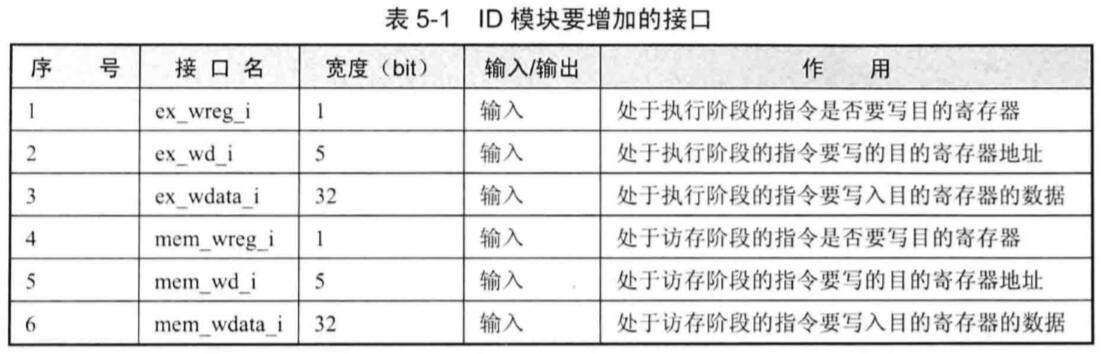 表 5-1 ID 模块要增加的接口
序 号 接 口 名 宽度（bit） 输入/输出 作 用
1 ex_wreg_i 1 输入 处于执行阶段的指令是否要写目的寄存器
2 ex_wd_i 5 输入 处于执行阶段的指令要写的目的寄存器地址
3 ex_wdata_i 32 输入 处于执行阶段的指令要写入目的寄存器的数据
4 mem_wreg_i 1 输入 处于访存阶段的指令是否要写目的寄存器
5 mem_wd_i 5 输入 处于访存阶段的指令要写的目的寄存器地址
6 mem_wdata_i 32 输入 处于访存阶段的指令要写入目的寄存器的数据